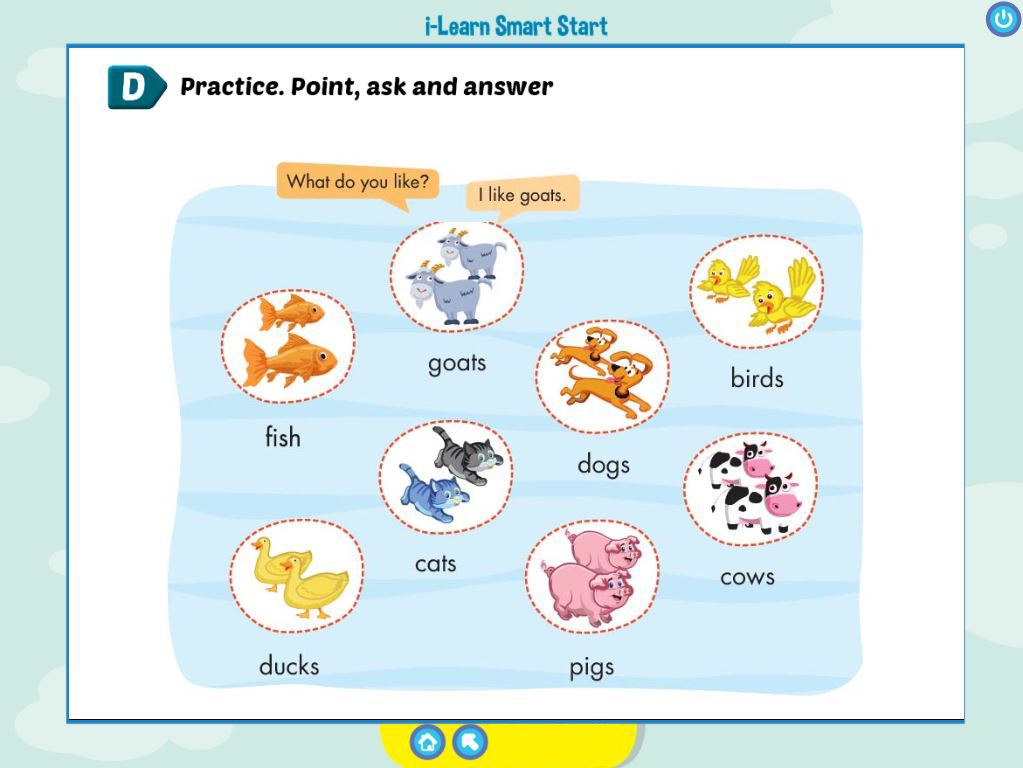 i-Learn Smart Start
D Practice. Point, ask and answer
What do you like?
I like goats.
goats
birds
fish
dogs
cats
cows
ducks
pigs